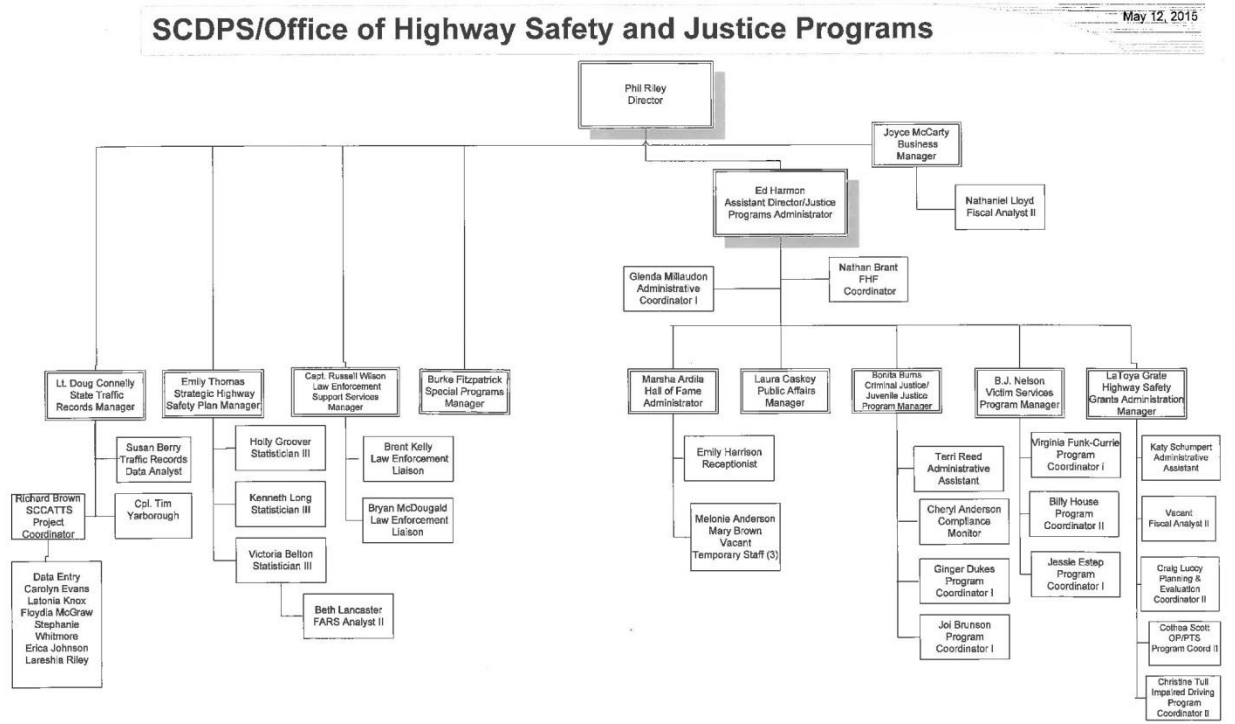 SCDPS/Office of Highway Safety and Justice Programs
May 12, 2015
Phil Riley
Director
Joyce McCarty
Business
Manager
Ed Harmon
Assistant Director/Justice
Programs Administrator
Nathaniel Lloyd
Fiscal Analyst II
Glenda Millaudon
Administrative
Coordinator I
Nathan Brant
FHF
Coordinator
Lt. Doug Connelly
State Traffic
Records Manager
Emily Thomas
Strategic Highway
Safety Plan Manager
Capt. Russell Wilson
Law Enforcement
Support Services
Manager
Burke Fitzpatrick
Special Programs
Manager
Marsha Ardila
Hall of Fame
Administrator
Laura Caskey
Public Affairs
Manager
Bonita Burns
Criminal Justice/
Juvenile Justice
Program Manager
B.J. Nelson
Victim Services
Program Manager
LaToya Grate
Highway Safety
Grants Administration
Manager
Susan Berry
Traffic Records
Data Analyst
Richard Brown
SCCATTS
Project
Coordinator
Cpl. Tim
Yarborough
Data Entry
Carolyn Evans
Latonia Knox
Floydia McGraw
Stephanie
Whitmore
Erica Johnson
Lareshia Riley
Holly Groover
Statistician III
Kenneth Long
Statistician III
Victoria Belton
Statistician III
Beth Lancaster
FARS Analyst II
Brent Kelly
Law Enforcement
Liaison
Bryan McDougald
Law Enforcement
Liaison
Emily Harrison
Receptionist
Melonie Anderson
Mary Brown
Vacant
Temporary Staff (3)
Terri Reed
Administrative
Assistant
Cheryl Anderson
Compliance
Monitor
Ginger Dukes
Program
Coordinator I
Joi Brunson
Program
Coordinator I
Virginia Funk-Currie
Program
Coordinator I
Billy House
Program
Coordinator II
Jessie Estep
Program
Coordinator I
Katy Schumpert
Administrative
Assistant
Vacant
Fiscal Analyst II
Craig Luccy
Planning &
Evaluation
Coordinator II
Cothea Scott
OP/PTS
Program Coord II
Christine Tull
Impaired Driving
Program
Coordinator II